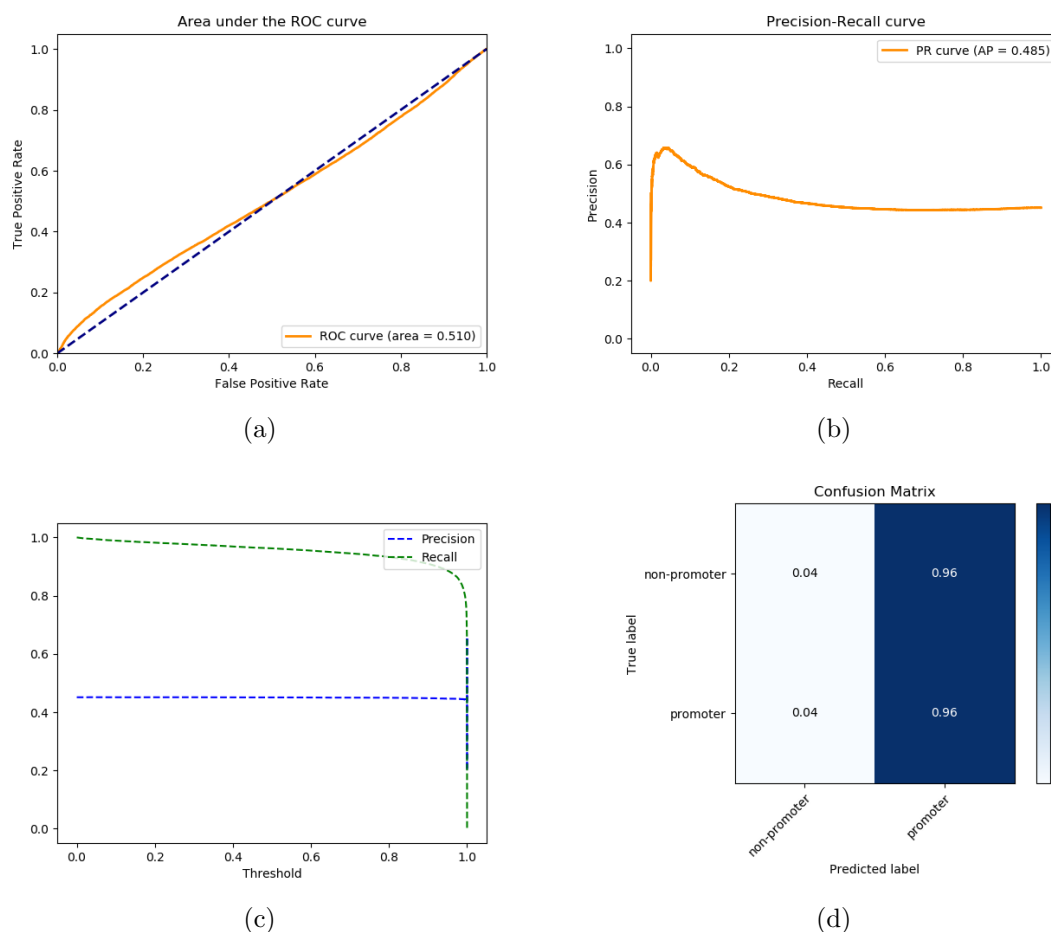 Area under the ROC curve
1.0
0.8
0.6
0.4
0.2
0.0
True Positive Rate
ROC curve (area = 0.510)
0.0 0.2 0.4 0.6 0.8 1.0
False Positive Rate
(a)
Precision-Recall curve
1.0
0.8
0.6
0.4
0.2
0.0
Precision
PR curve (AP = 0.485)
0.0 0.2 0.4 0.6 0.8 1.0
Recall
(b)
1.0
0.8
0.6
0.4
0.2
0.0
Precision
Recall
0.0 0.2 0.4 0.6 0.8 1.0
Threshold
(c)
Confusion Matrix
True label
non-promoter 0.04 0.96
promoter 0.04 0.96
non-promoter promoter
Predicted label
(d)